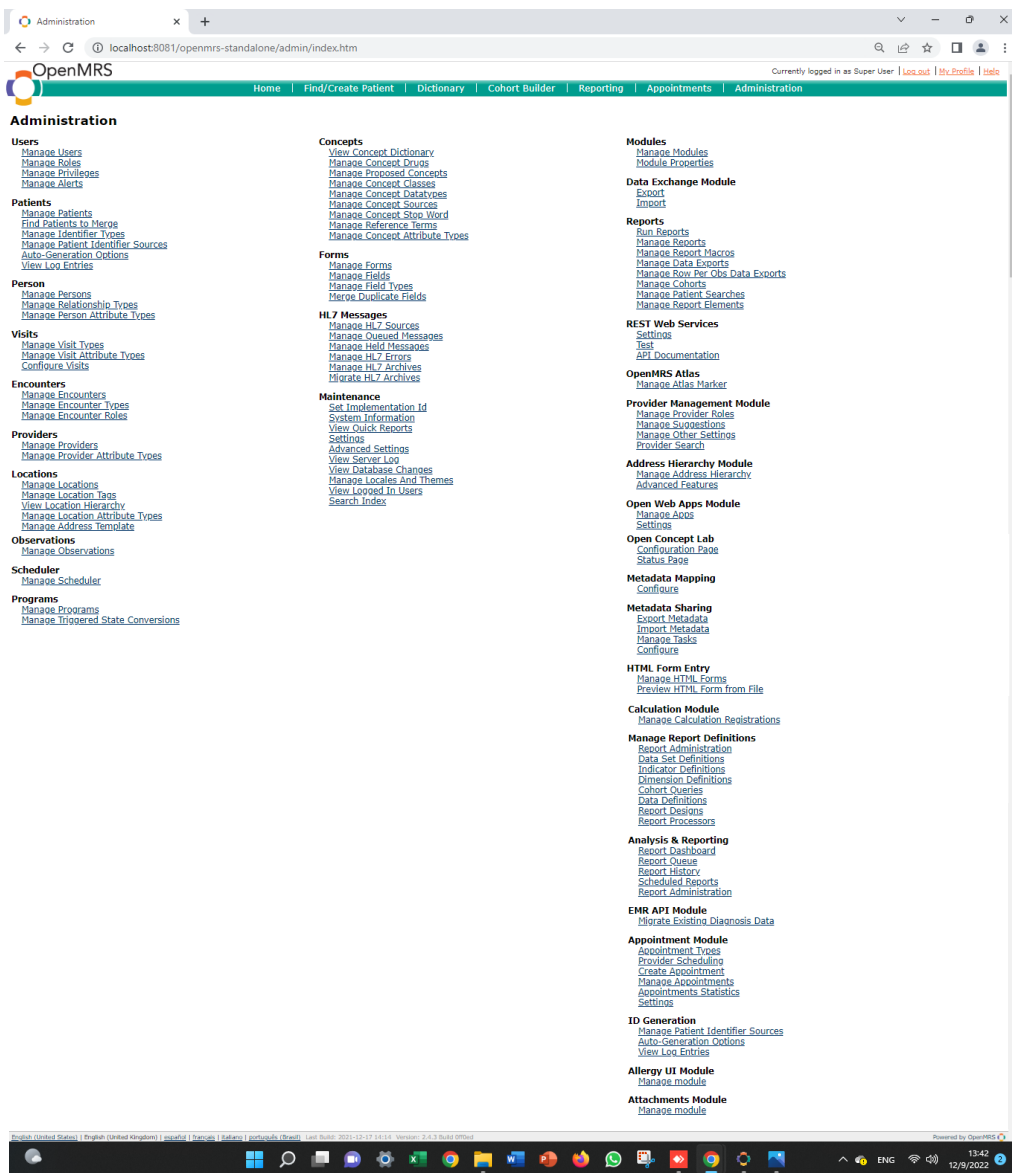 Administration
localhost:8081/openmrs-standalone/admin/index.htm
OpenMRS
Currently logged in as Super User | Log out | My Profile | Help
Home | Find/Create Patient | Dictionary | Cohort Builder | Reporting | Appointments | Administration
Administration
Users
Manage Users
Manage Roles
Manage Privileges
Manage Alerts
Patients
Manage Patients
Find Patients to Merge
Manage Identifier Types
Manage Patient Identifier Sources
Auto-Generation Options
View Log Entries
Person
Manage Persons
Manage Relationship Types
Manage Person Attribute Types
Visits
Manage Visit Types
Manage Visit Attribute Types
Configure Visits
Encounters
Manage Encounters
Manage Encounter Types
Manage Encounter Roles
Providers
Manage Providers
Manage Provider Attribute Types
Locations
Manage Locations
Manage Location Tags
View Location Hierarchy
Manage Location Attribute Types
Manage Address Template
Observations
Manage Observations
Scheduler
Manage Scheduler
Programs
Manage Programs
Manage Triggered State Conversions
Concepts
View Concept Dictionary
Manage Concept Drugs
Manage Proposed Concepts
Manage Concept Classes
Manage Concept Datatypes
Manage Concept Sources
Manage Concept Stop Word
Manage Reference Terms
Manage Concept Attribute Types
Forms
Manage Forms
Manage Fields
Manage Field Types
Merge Duplicate Fields
HL7 Messages
Manage HL7 Sources
Manage Queued Messages
Manage Held Messages
Manage HL7 Errors
Manage HL7 Archives
Migrate HL7 Archives
Maintenance
Set Implementation Id
System Information
View Quick Reports
Settings
Advanced Settings
View Server Log
View Database Changes
Manage Locales And Themes
View Logged In Users
Search Index
Modules
Manage Modules
Module Properties
Data Exchange Module
Export
Import
Reports
Run Reports
Manage Reports
Manage Report Macros
Manage Data Exports
Manage Row Per Obs Data Exports
Manage Cohorts
Manage Patient Searches
Manage Report Elements
REST Web Services
Settings
Test
API Documentation
OpenMRS Atlas
Manage Atlas Marker
Provider Management Module
Manage Provider Roles
Manage Suggestions
Manage Other Settings
Provider Search
Address Hierarchy Module
Manage Address Hierarchy
Advanced Features
Open Web Apps Module
Manage Apps
Settings
Open Concept Lab
Configuration Page
Status Page
Metadata Mapping
Configure
Metadata Sharing
Export Metadata
Import Metadata
Manage Tasks
Configure
HTML Form Entry
Manage HTML Forms
Preview HTML Form from File
Calculation Module
Manage Calculation Registrations
Manage Report Definitions
Report Administration
Data Set Definitions
Indicator Definitions
Dimension Definitions
Cohort Queries
Data Definitions
Report Designs
Report Processors
Analysis & Reporting
Report Dashboard
Report Queue
Report History
Scheduled Reports
Report Administration
EMR API Module
Migrate Existing Diagnosis Data
Appointment Module
Appointment Types
Provider Scheduling
Create Appointment
Manage Appointments
Appointments Statistics
Settings
ID Generation
Manage Patient Identifier Sources
Auto-Generation Options
View Log Entries
Allergy UI Module
Manage module
Attachments Module
Manage module
English (United States) | English (United Kingdom) | español | français | italiano | português (Brasil) Last Build: 2021-12-17 14:14 Version: 2.4.3 Build 0ff0ed
Powered by OpenMRS
ENG
13:42
12/9/2022
2